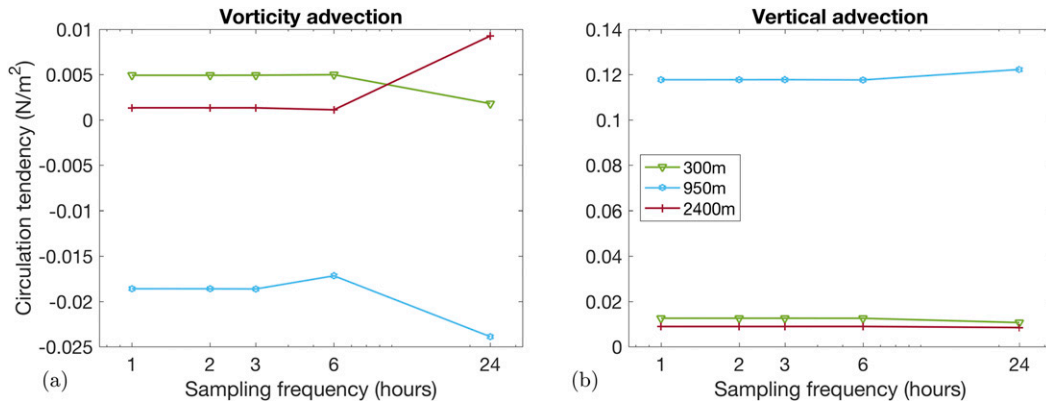 Vorticity advection
Circulation tendency (N/m²)
0.01
0.005
0
-0.005
-0.01
-0.015
-0.02
-0.025
1 2 3 6 24
Sampling frequency (hours)
(a)
Vertical advection
0.14
0.12
0.1
0.08
0.06
0.04
0.02
0
300m
950m
2400m
1 2 3 6 24
Sampling frequency (hours)
(b)